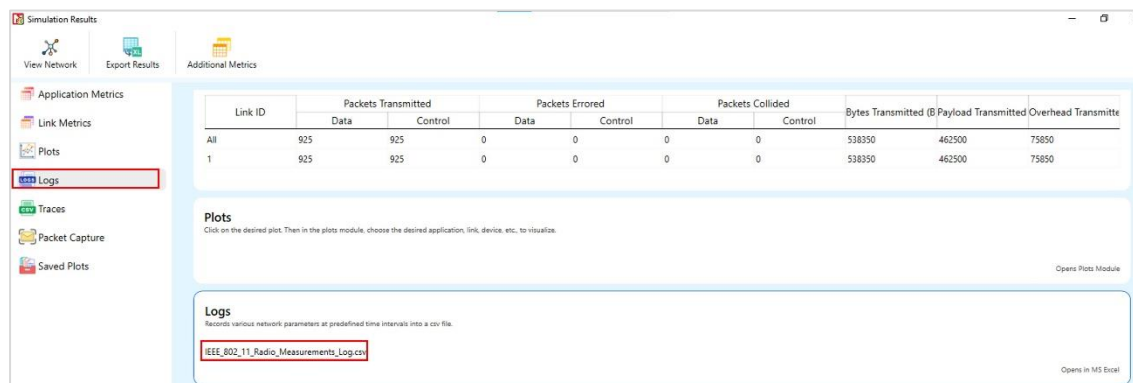 Simulation Results
View Network
Export Results
Additional Metrics
Application Metrics
Link Metrics
Plots
Logs
Traces
Packet Capture
Saved Plots
Link ID Packets Transmitted Packets Errored Packets Collided Bytes Transmitted (B Payload Transmitted Overhead Transmitte
Data Control Data Control Data Control
All 925 925 0 0 0 0 538350 462500 75850
1 925 925 0 0 0 0 538350 462500 75850
Plots
Click on the desired plot. Then in the plots module, choose the desired application, link, device, etc., to visualize.
Opens Plots Module
Logs
Records various network parameters at predefined time intervals into a csv file.
IEEE_802_11_Radio_Measurements_Log.csv
Opens in MS Excel